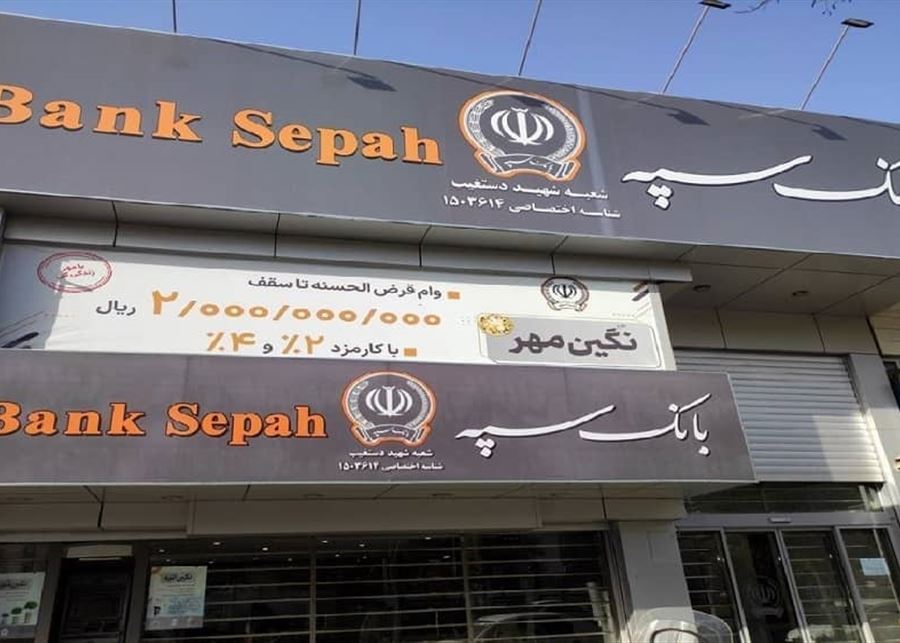 Bank Sepah
بانک سپه
شعبه شهید دستغیب
شناسه اختصاصی ۱۵۰۳۶۱۴
وام قرض الحسنه تا سقف
۲/۰۰۰/۰۰۰/۰۰۰ ریال
با کارمزد ۲٪ و ۴٪
نگین مهر
Bank Sepah
بانک سپه
شعبه شهید دستغیب
شناسه اختصاصی ۱۵۰۳۶۱۴